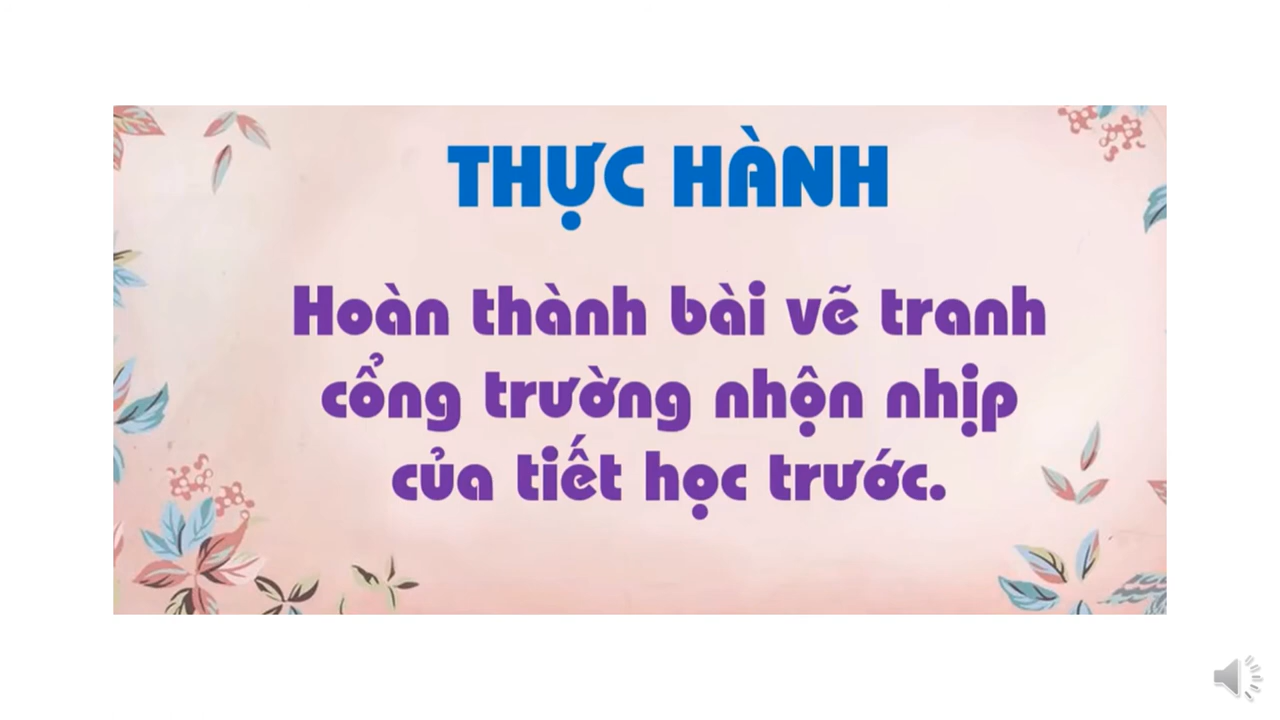 THỰC HÀNH
Hoàn thành bài vẽ tranh
cổng trường nhộn nhịp
của tiết học trước.